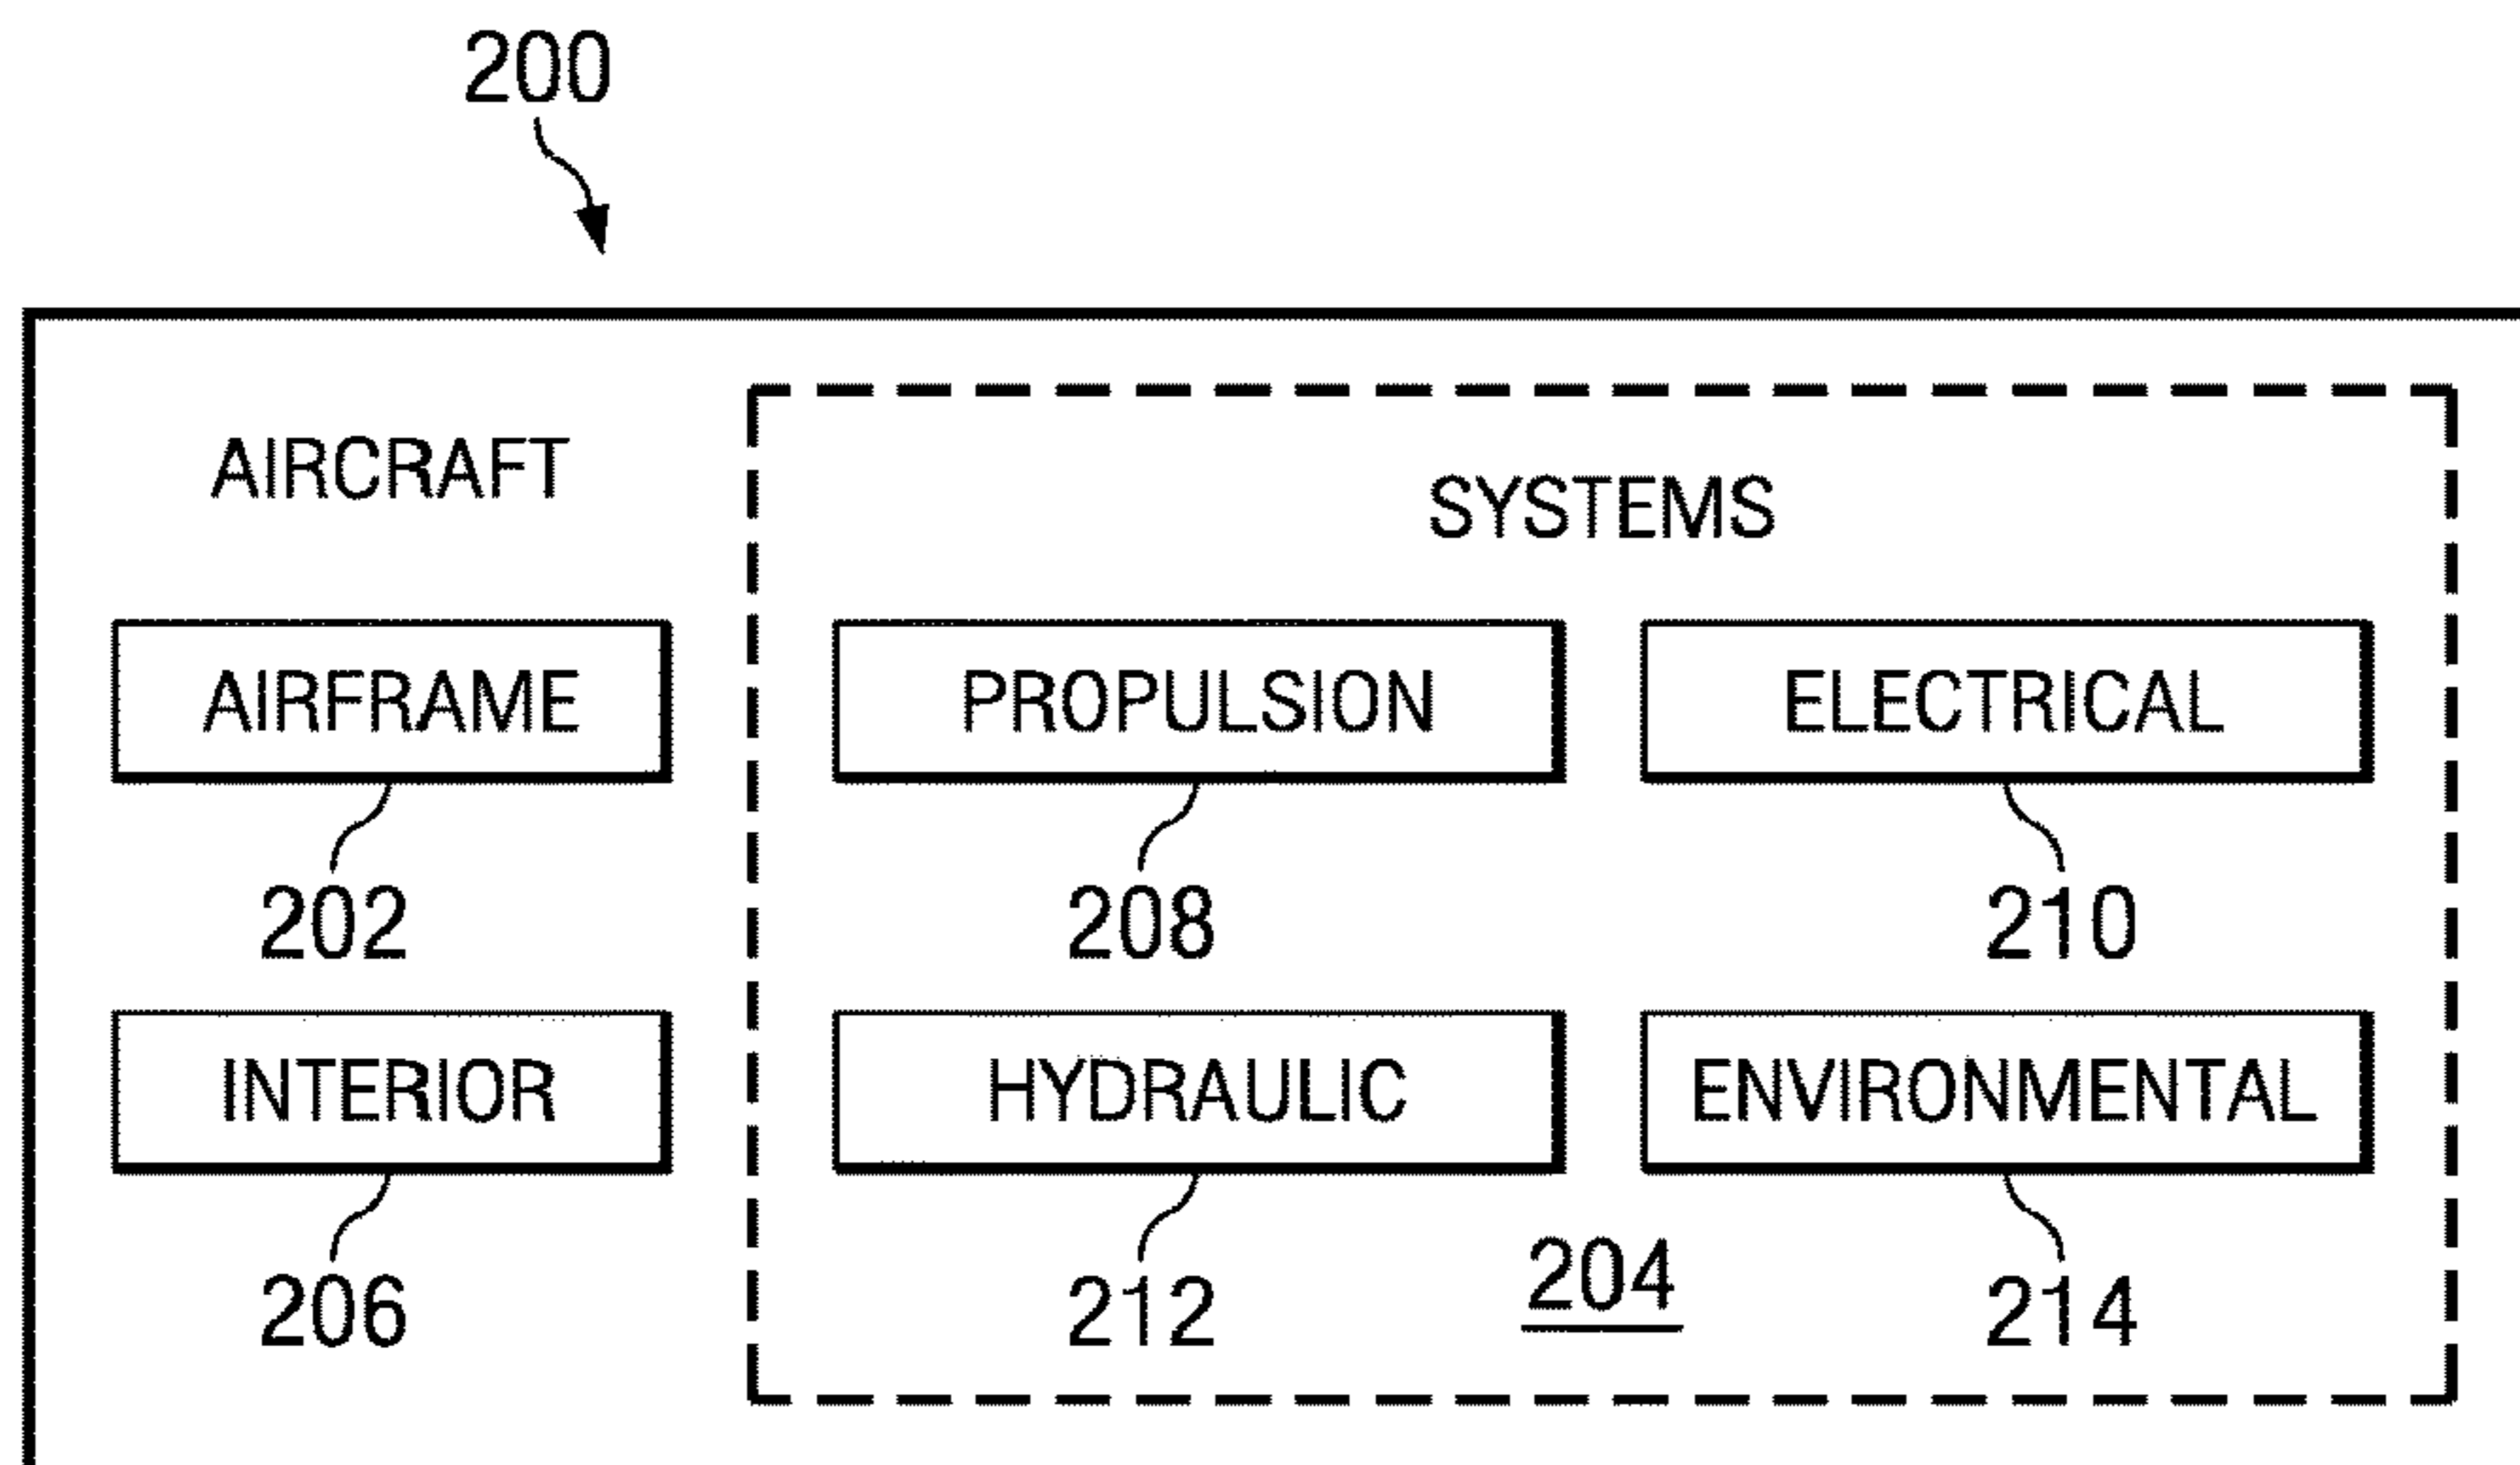 200
AIRCRAFT
SYSTEMS
AIRFRAME
PROPULSION
ELECTRICAL
202
208
210
INTERIOR
HYDRAULIC
ENVIRONMENTAL
206
212
204
214